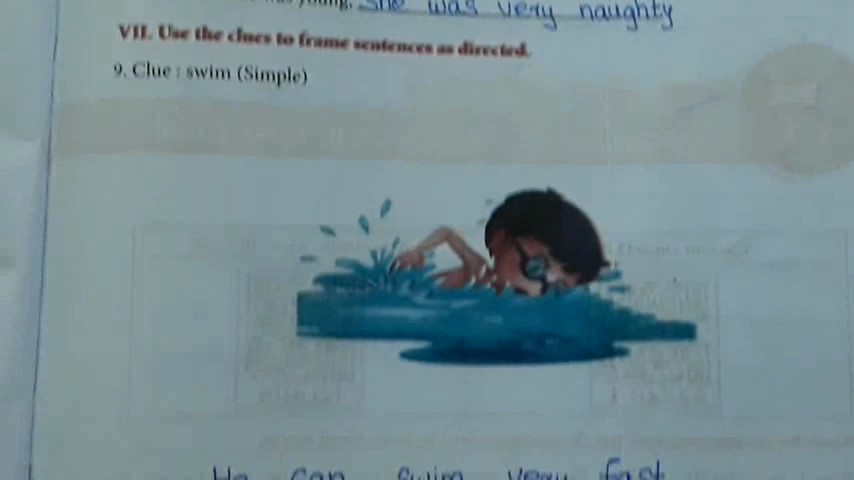 young, She was very naughty
VII. Use the clues to frame sentences as directed.
9. Clue : swim (Simple)
He can swim very fast